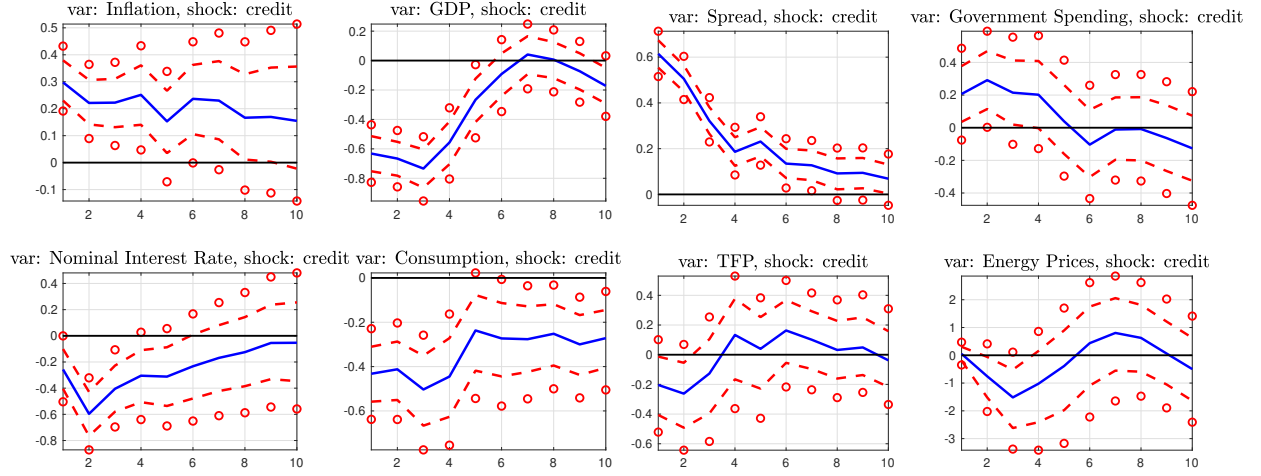 var: Inflation, shock: credit
0.5
0.4
0.3
0.2
0.1
0
-0.1
2 4 6 8 10
var: GDP, shock: credit
0
-0.2
-0.4
-0.6
-0.8
2 4 6 8 10
var: Spread, shock: credit
0.6
0.4
0.2
0
2 4 6 8 10
var: Government Spending, shock: credit
0.4
0.2
0
-0.2
-0.4
2 4 6 8 10
var: Nominal Interest Rate, shock: credit
0.4
0.2
0
-0.2
-0.4
-0.6
-0.8
2 4 6 8 10
var: Consumption, shock: credit
0
-0.2
-0.4
-0.6
2 4 6 8 10
var: TFP, shock: credit
0.4
0.2
0
-0.2
-0.4
-0.6
2 4 6 8 10
var: Energy Prices, shock: credit
2
1
0
-1
-2
-3
2 4 6 8 10